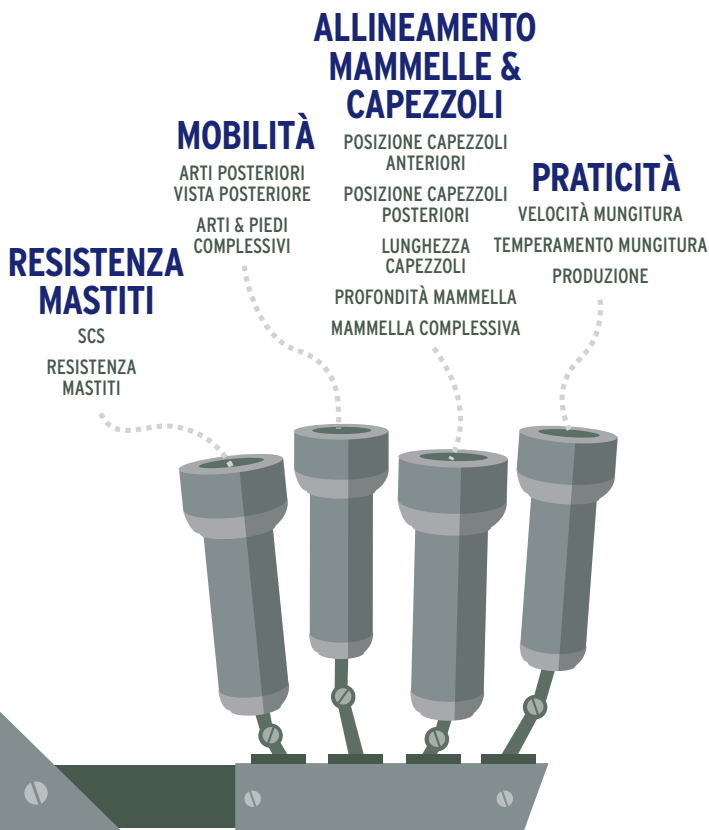 RESISTENZA
MASTITI
SCS
RESISTENZA
MASTITI
MOBILITÀ
ARTI POSTERIORI
VISTA POSTERIORE
ARTI & PIEDI
COMPLESSIVI
ALLINEAMENTO
MAMMELLE &
CAPEZZOLI
POSIZIONE CAPEZZOLI
ANTERIORI
POSIZIONE CAPEZZOLI
POSTERIORI
LUNGHEZZA
CAPEZZOLI
PROFONDITÀ MAMMELLA
MAMMELLA COMPLESSIVA
PRATICITÀ
VELOCITÀ MUNGITURA
TEMPERAMENTO MUNGITURA
PRODUZIONE